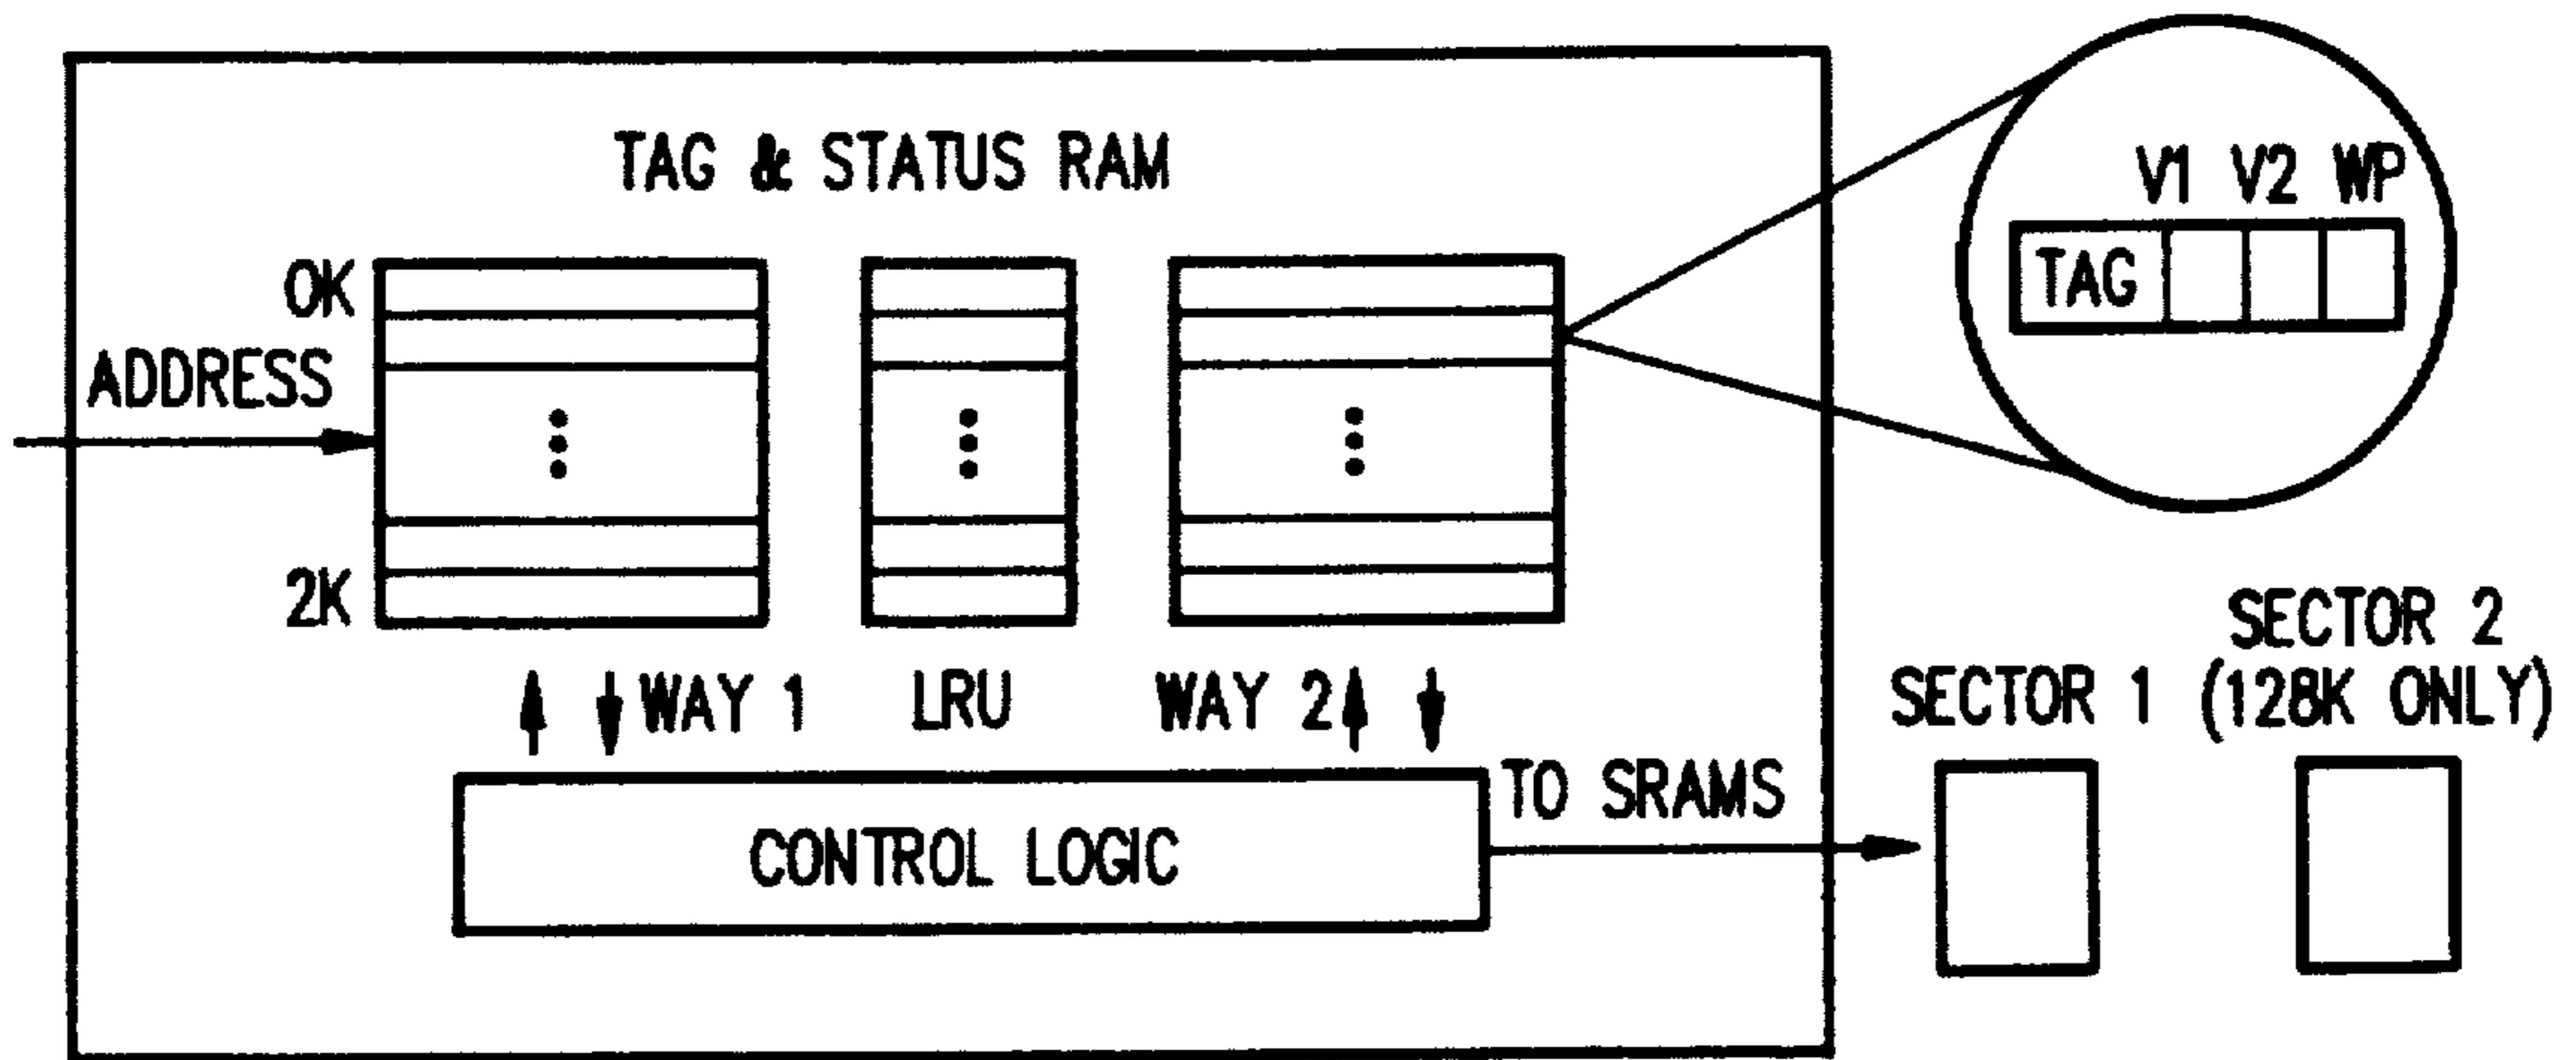 TAG & STATUS RAM
V1 V2 WP
TAG
0K
ADDRESS
2K
WAY 1
LRU
WAY 2
SECTOR 1
SECTOR 2
(128K ONLY)
TO SRAMS
CONTROL LOGIC